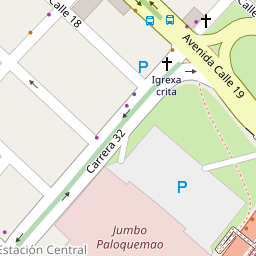 Calle 18
Avenida Calle 19
P
Igrexa
crita
Carrera 32
P
Jumbo
Paloquemao
Estación Central